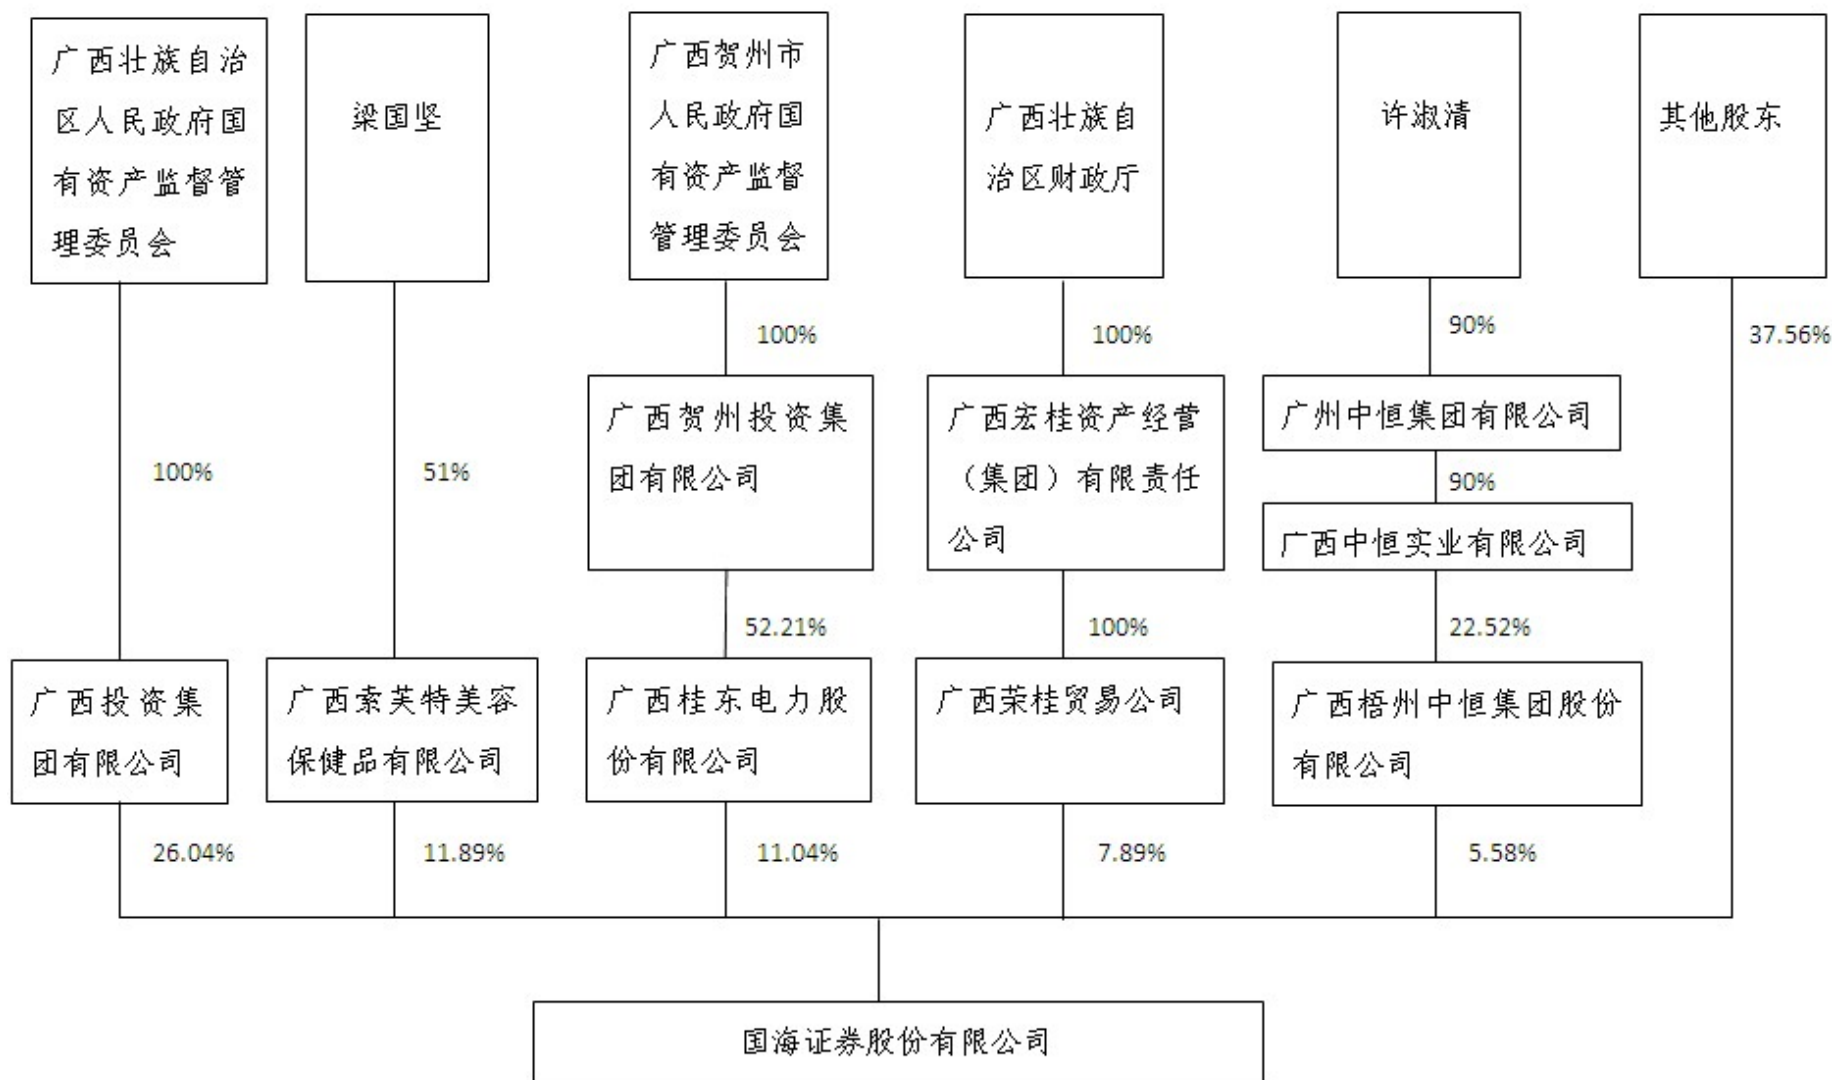 广西壮族自治
区人民政府国
有资产监督管
理委员会
梁国坚
广西贺州市
人民政府国
有资产监督
管理委员会
广西壮族自
治区财政厅
许淑清
其他股东
100%
100%
90%
37.56%
广西贺州投资集
团有限公司
广西宏桂资产经营
（集团）有限责任
公司
广州中恒集团有限公司
100%
51%
90%
广西中恒实业有限公司
52.21%
100%
22.52%
广西投资集
团有限公司
广西索芙特美容
保健品有限公司
广西桂东电力股
份有限公司
广西荣桂贸易公司
广西梧州中恒集团股份
有限公司
26.04%
11.89%
11.04%
7.89%
5.58%
国海证券股份有限公司